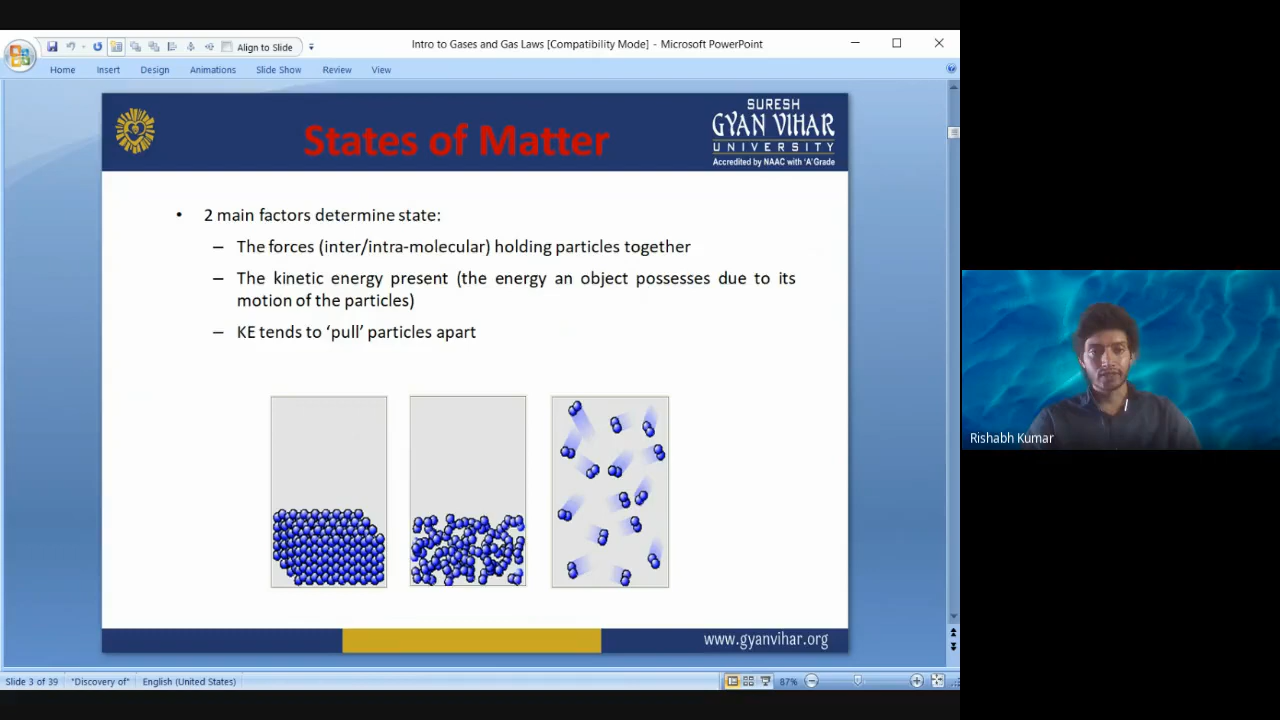 Align to Slide
Intro to Gases and Gas Laws [Compatibility Mode] - Microsoft PowerPoint
Home Insert Design Animations Slide Show Review View
States of Matter
SURESH
GYAN VIHAR
UNIVERSITY
Accredited by NAAC with 'A' Grade
• 2 main factors determine state:
– The forces (inter/intra-molecular) holding particles together
– The kinetic energy present (the energy an object possesses due to its
motion of the particles)
– KE tends to ‘pull’ particles apart
Rishabh Kumar
www.gyanvihar.org
Slide 3 of 39 "Discovery of" English (United States) 87%